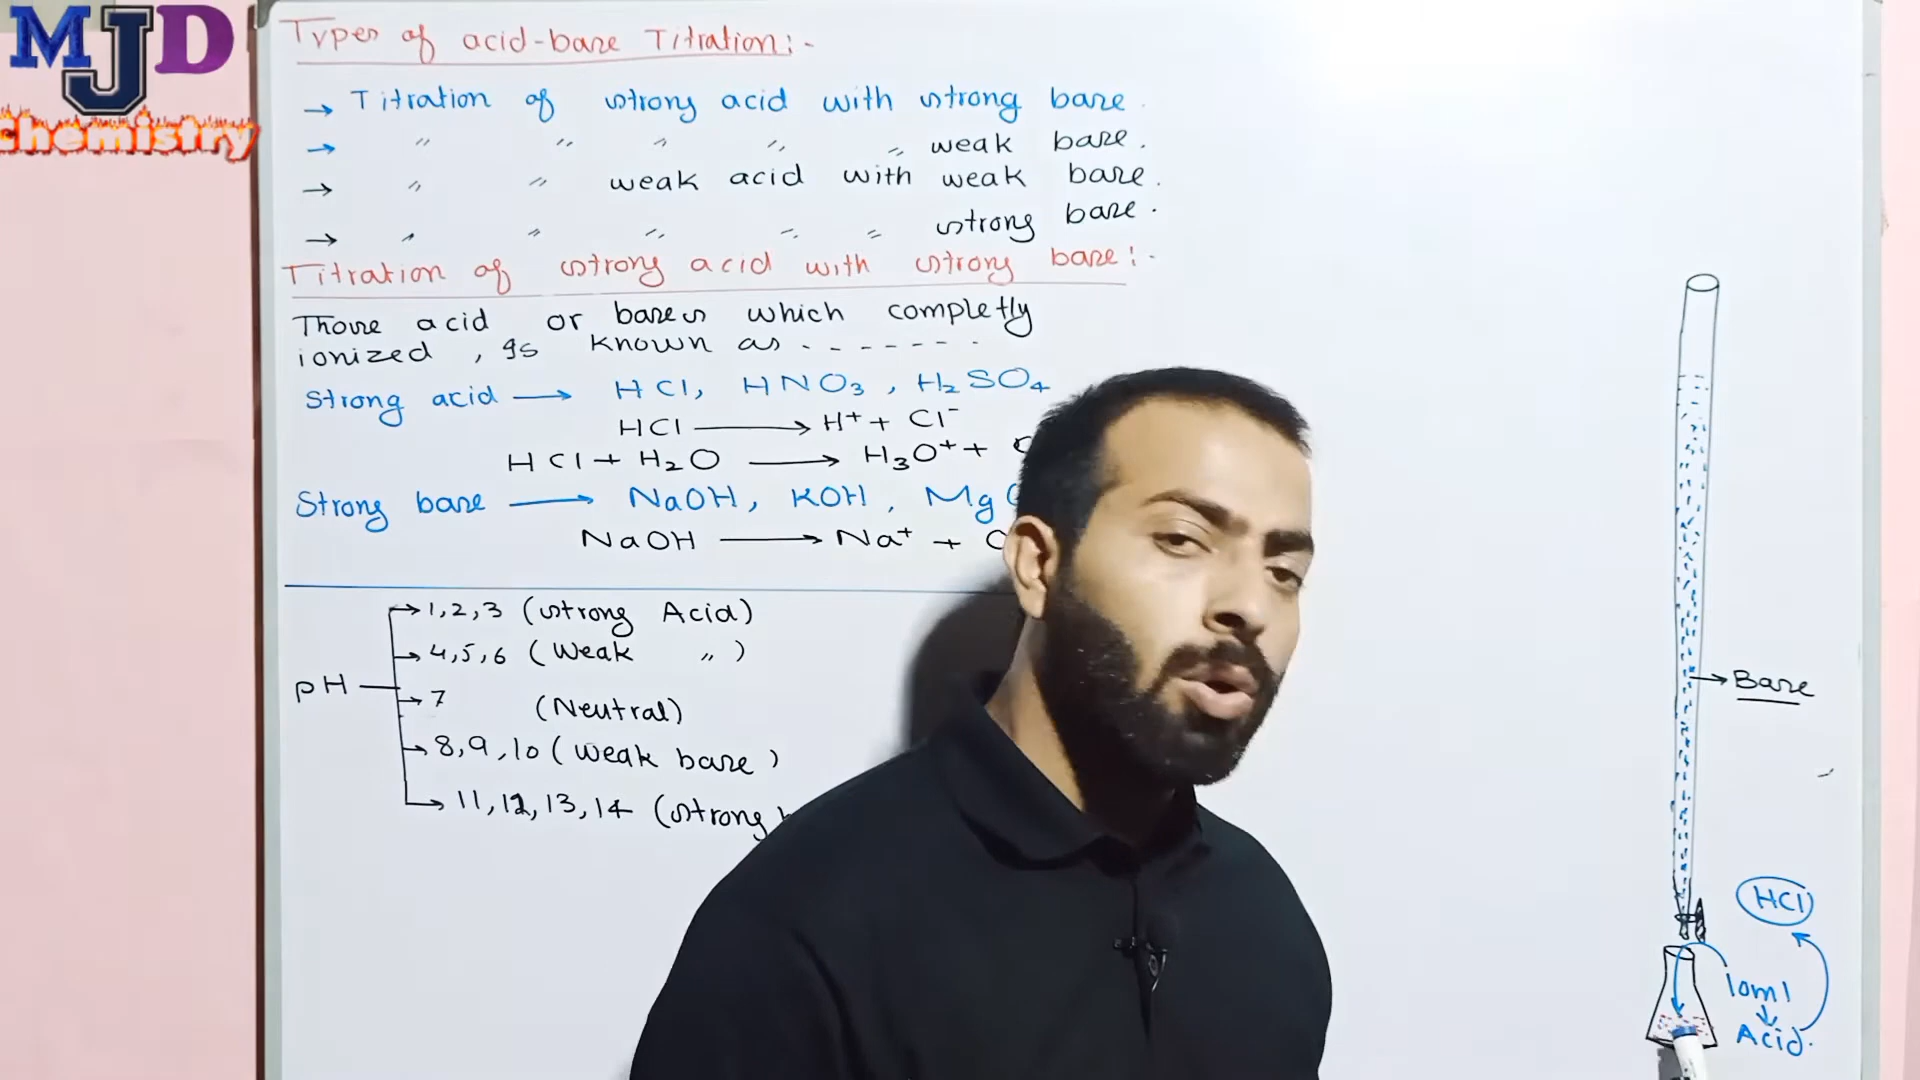 MJD
chemistry
Types of acid-base Titration:-
→ Titration of strong acid with strong base.
→ " " " " " weak base.
→ " " weak acid with weak base.
→ " " " " " strong base.
Titration of strong acid with strong base:-
Those acid or bases which completly
ionized, is known as - - - - - - -
Strong acid → HCl, HNO₃, H₂SO₄
HCl → H⁺ + Cl⁻
HCl + H₂O → H₃O⁺ +
Strong base → NaOH, KOH, Mg
NaOH → Na⁺ +
pH
→ 1,2,3 (strong Acid)
→ 4,5,6 (Weak ")
→ 7 (Neutral)
→ 8,9,10 (weak base)
→ 11,12,13,14 (strong
→ Base
HCl
10ml
Acid.